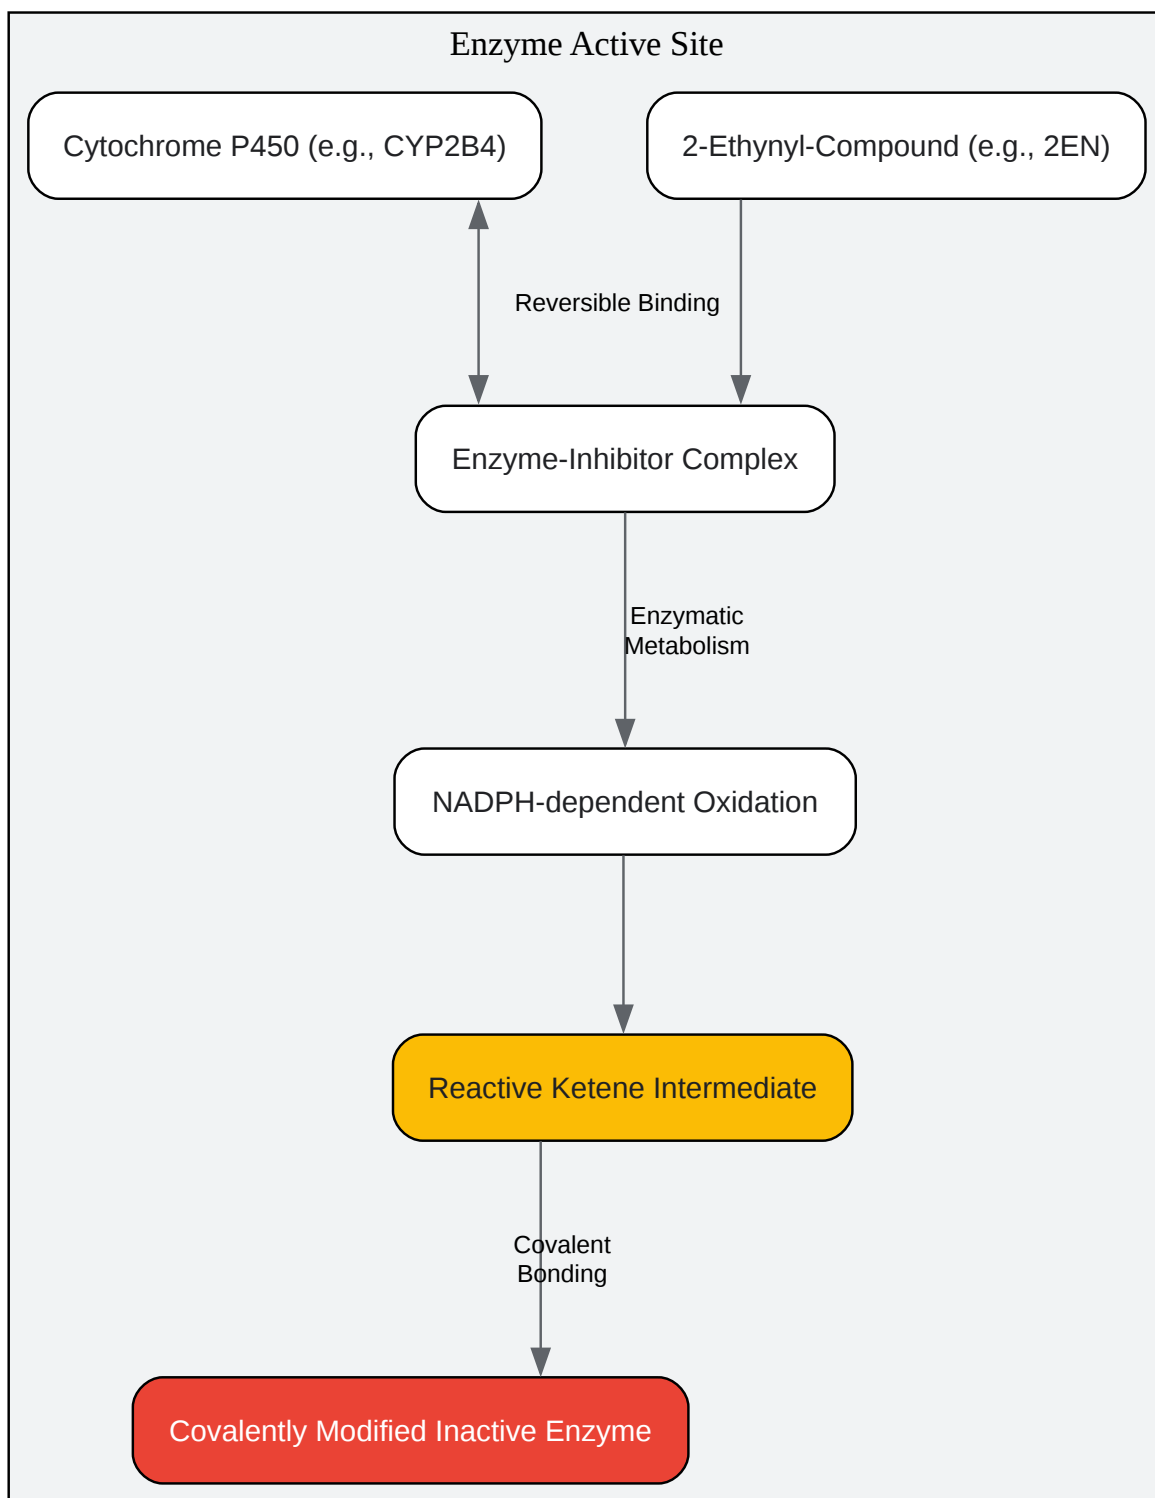 Enzyme Active Site
Cytochrome P450 (e.g., CYP2B4)
2-Ethynyl-Compound (e.g., 2EN)
Reversible Binding
Enzyme-Inhibitor Complex
Enzymatic
Metabolism
NADPH-dependent Oxidation
Reactive Ketene Intermediate
Covalent
Bonding
Covalently Modified Inactive Enzyme